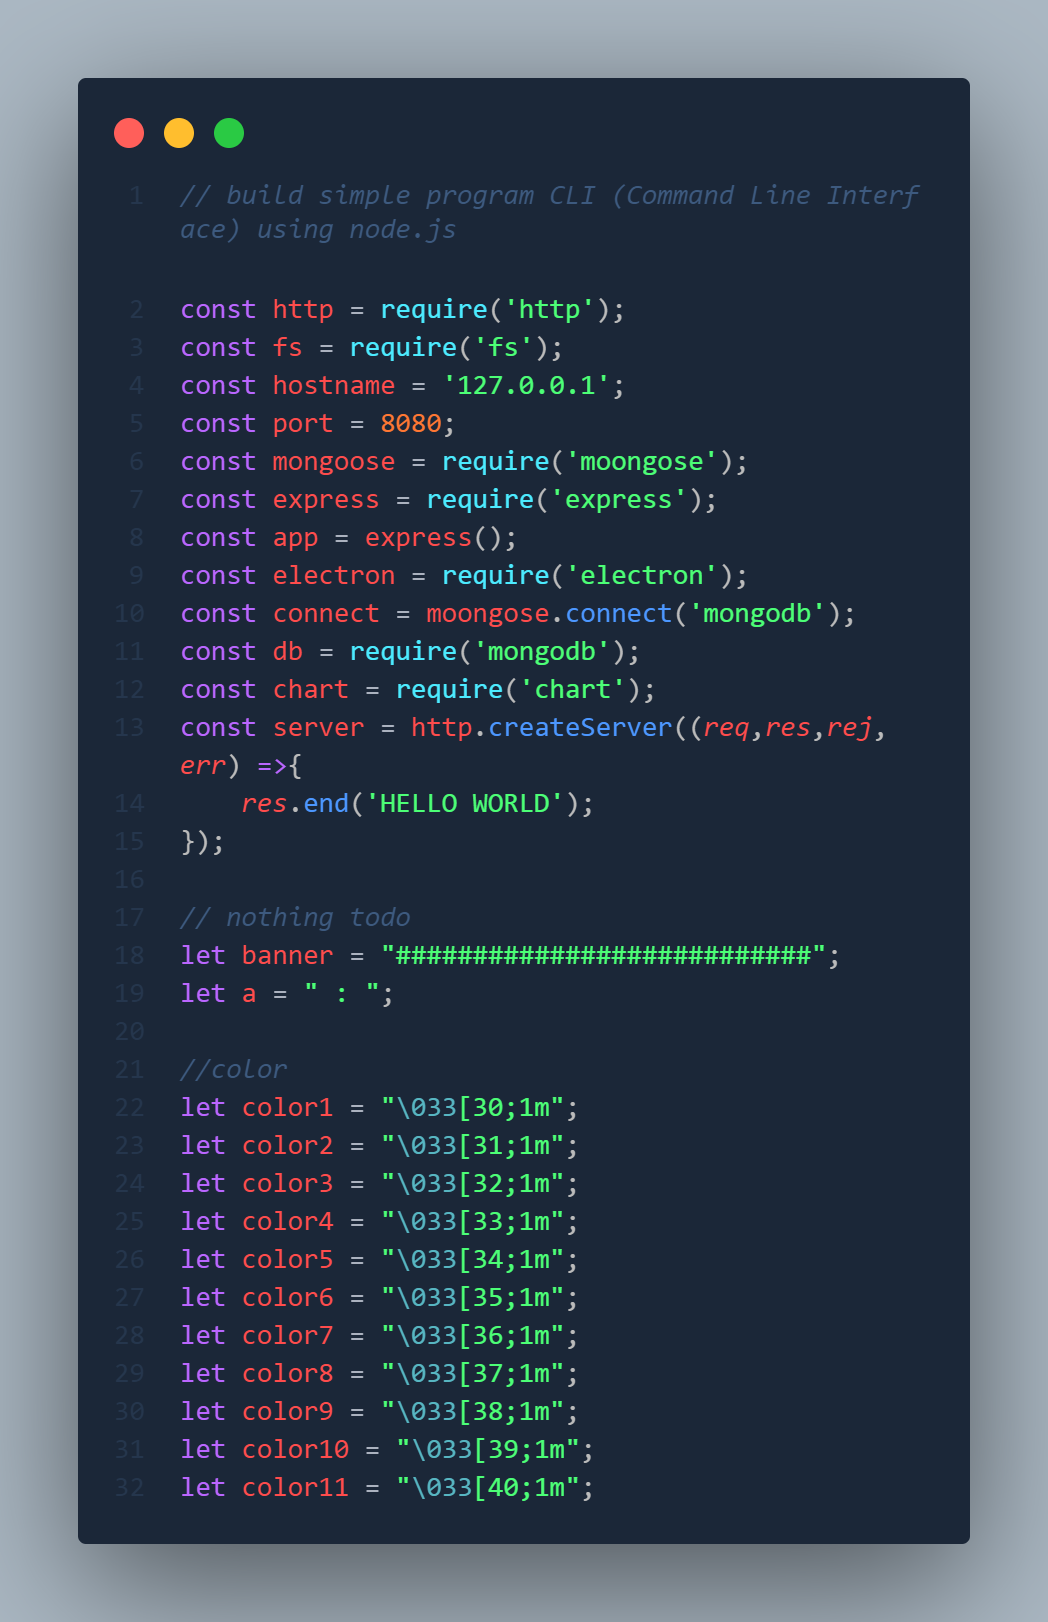 1 // build simple program CLI (Command Line Interf
ace) using node.js
2 const http = require('http');
3 const fs = require('fs');
4 const hostname = '127.0.0.1';
5 const port = 8080;
6 const mongoose = require('moongose');
7 const express = require('express');
8 const app = express();
9 const electron = require('electron');
10 const connect = moongose.connect('mongodb');
11 const db = require('mongodb');
12 const chart = require('chart');
13 const server = http.createServer((req,res,rej,
err) =>{
14     res.end('HELLO WORLD');
15 });
16
17 // nothing todo
18 let banner = "###########################";
19 let a = " : ";
20
21 //color
22 let color1 = "\033[30;1m";
23 let color2 = "\033[31;1m";
24 let color3 = "\033[32;1m";
25 let color4 = "\033[33;1m";
26 let color5 = "\033[34;1m";
27 let color6 = "\033[35;1m";
28 let color7 = "\033[36;1m";
29 let color8 = "\033[37;1m";
30 let color9 = "\033[38;1m";
31 let color10 = "\033[39;1m";
32 let color11 = "\033[40;1m";